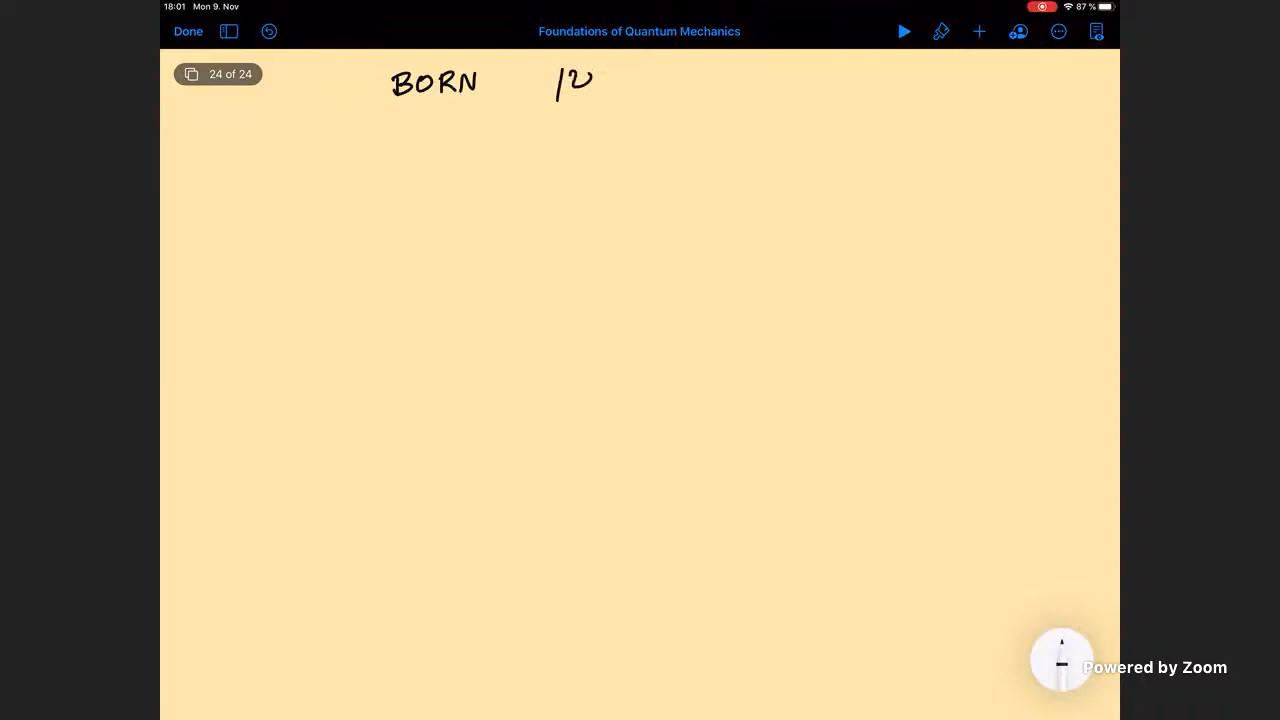 18:01 Mon 9. Nov 87 %
Done Foundations of Quantum Mechanics
24 of 24
BORN
Powered by Zoom